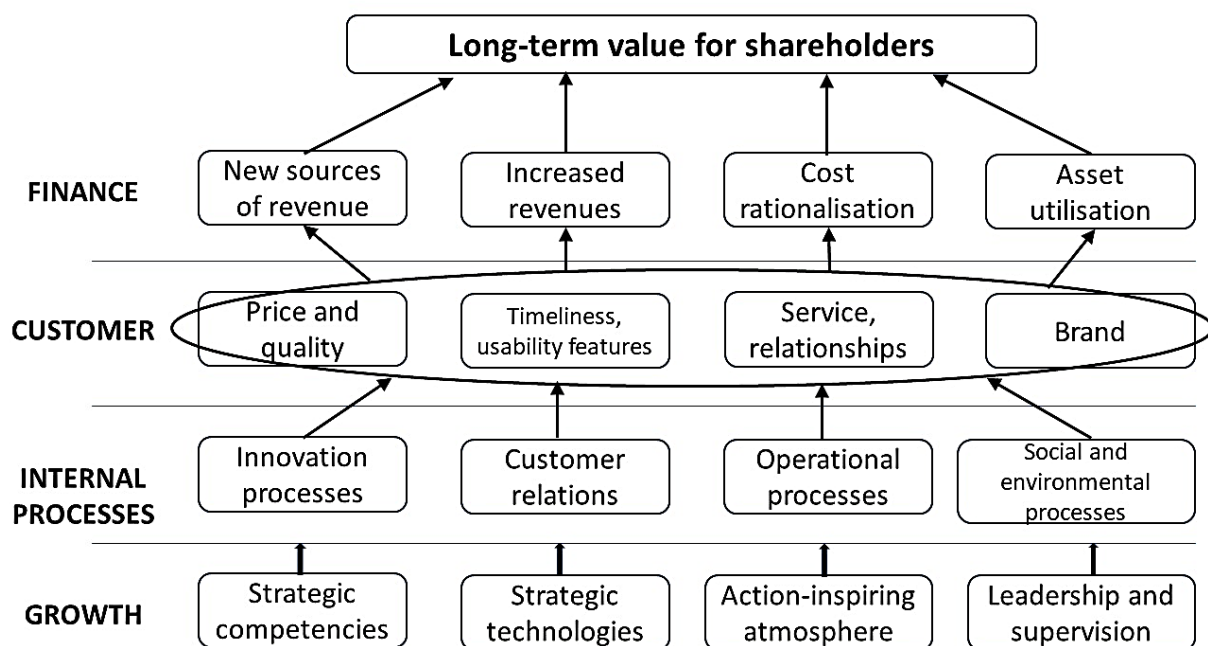 Long-term value for shareholders
FINANCE
New sources
of revenue
Increased
revenues
Cost
rationalisation
Asset
utilisation
CUSTOMER
Price and
quality
Timeliness,
usability features
Service,
relationships
Brand
INTERNAL
PROCESSES
Innovation
processes
Customer
relations
Operational
processes
Social and
environmental
processes
GROWTH
Strategic
competencies
Strategic
technologies
Action-inspiring
atmosphere
Leadership and
supervision